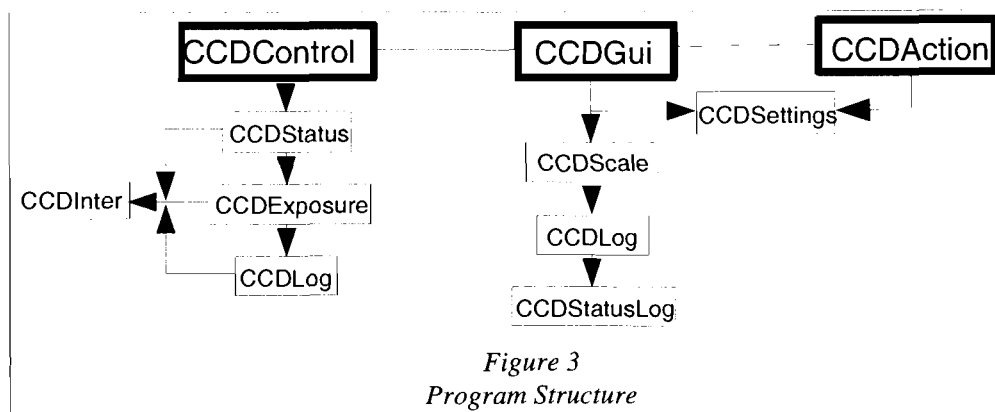 CCDControl
CCDGui
CCDAction
CCDStatus
CCDSettings
CCDScale
CCDInter
CCDExposure
CCDLog
CCDLog
CCDStatusLog
Figure 3
Program Structure